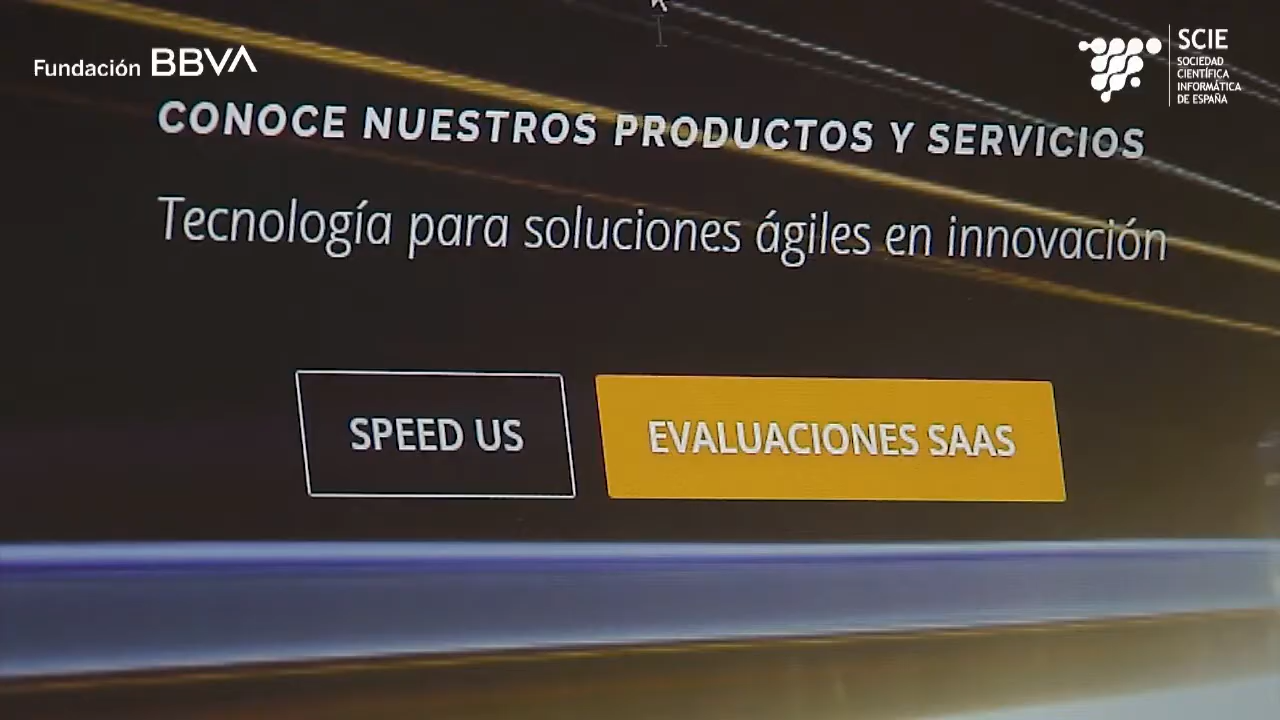 Fundación BBVA
SCIE
SOCIEDAD
CIENTÍFICA
INFORMÁTICA
DE ESPAÑA
CONOCE NUESTROS PRODUCTOS Y SERVICIOS
Tecnología para soluciones ágiles en innovación
SPEED US
EVALUACIONES SAAS